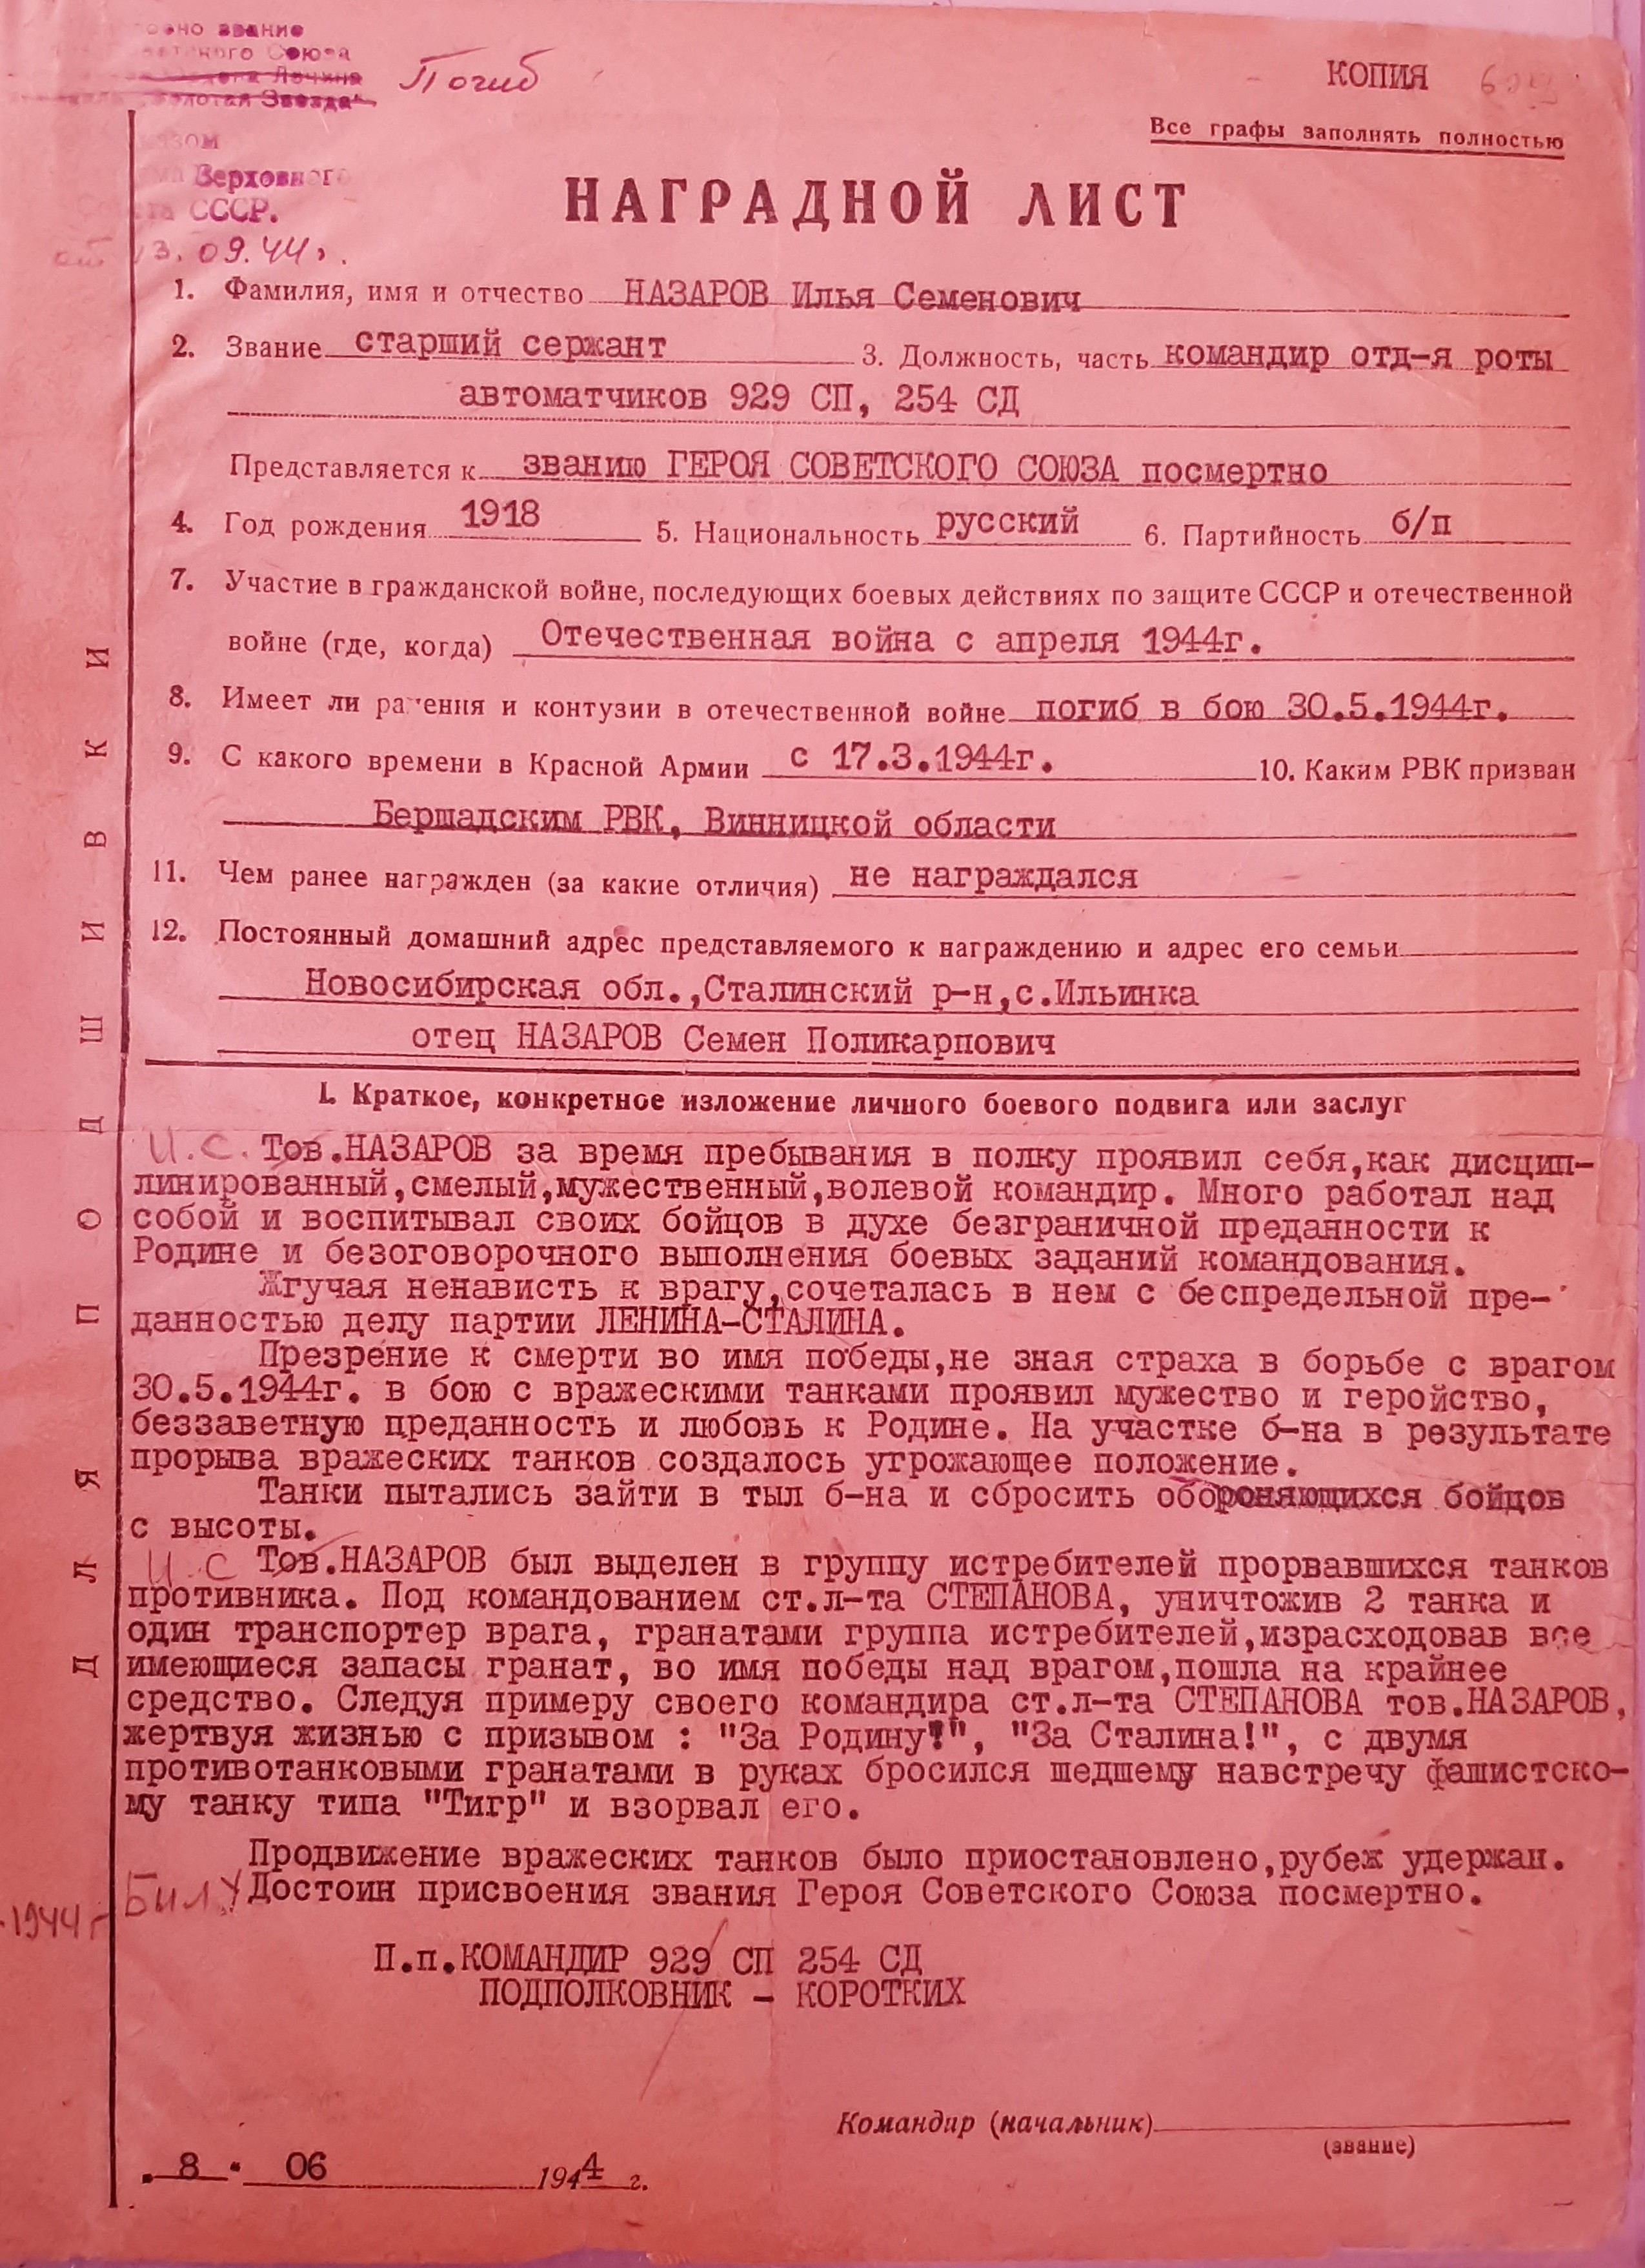 звание
Союза
Ленина
Золотая Звезда"
Погиб
КОПИЯ
Все графы заполнять полностью
Верховного
СССР.
от 13.09.44г.
НАГРАДНОЙ ЛИСТ
1. Фамилия, имя и отчество НАЗАРОВ Илья Семенович
2. Звание старший сержант 3. Должность, часть командир отд-я роты
автоматчиков 929 СП, 254 СД
Представляется к званию ГЕРОЯ СОВЕТСКОГО СОЮЗА посмертно
4. Год рождения 1918 5. Национальность русский 6. Партийность б/п
7. Участие в гражданской войне, последующих боевых действиях по защите СССР и отечественной
войне (где, когда) Отечественная война с апреля 1944г.
8. Имеет ли ранения и контузии в отечественной войне погиб в бою 30.5.1944г.
9. С какого времени в Красной Армии с 17.3.1944г. 10. Каким РВК призван
Бершадским РВК, Винницкой области
11. Чем ранее награжден (за какие отличия) не награждался
12. Постоянный домашний адрес представляемого к награждению и адрес его семьи
Новосибирская обл.,Сталинский р-н,с.Ильинка
отец НАЗАРОВ Семен Поликарпович
I. Краткое, конкретное изложение личного боевого подвига или заслуг
И.С. Тов.НАЗАРОВ за время пребывания в полку проявил себя,как дисцип-
линированный,смелый,мужественный,волевой командир. Много работал над
собой и воспитывал своих бойцов в духе безграничной преданности к
Родине и безоговорочного выполнения боевых заданий командования.
Жгучая ненависть к врагу,сочеталась в нем с беспредельной пре-
данностью делу партии ЛЕНИНА-СТАЛИНА.
Презрение к смерти во имя победы,не зная страха в борьбе с врагом
30.5.1944г. в бою с вражескими танками проявил мужество и геройство,
беззаветную преданность и любовь к Родине. На участке б-на в результате
прорыва вражеских танков создалось угрожающее положение.
Танки пытались зайти в тыл б-на и сбросить обороняющихся бойцов
с высоты.
И.С Тов.НАЗАРОВ был выделен в группу истребителей прорвавшихся танков
противника. Под командованием ст.л-та СТЕПАНОВА, уничтожив 2 танка и
один транспортер врага, гранатами группа истребителей,израсходовав все
имеющиеся запасы гранат, во имя победы над врагом,пошла на крайнее
средство. Следуя примеру своего командира ст.л-та СТЕПАНОВА тов.НАЗАРОВ,
жертвуя жизнью с призывом : "За Родину!", "За Сталина!", с двумя
противотанковыми гранатами в руках бросился шедшему навстречу фашистско-
му танку типа "Тигр" и взорвал его.
Продвижение вражеских танков было приостановлено,рубеж удержан.
Достоин присвоения звания Героя Советского Союза посмертно.
1944 г
П.п.КОМАНДИР 929 СП 254 СД
ПОДПОЛКОВНИК - КОРОТКИХ
Командир (начальник)
(звание)
8 06 1944 г.
ДЛЯ ПОДШИВКИ